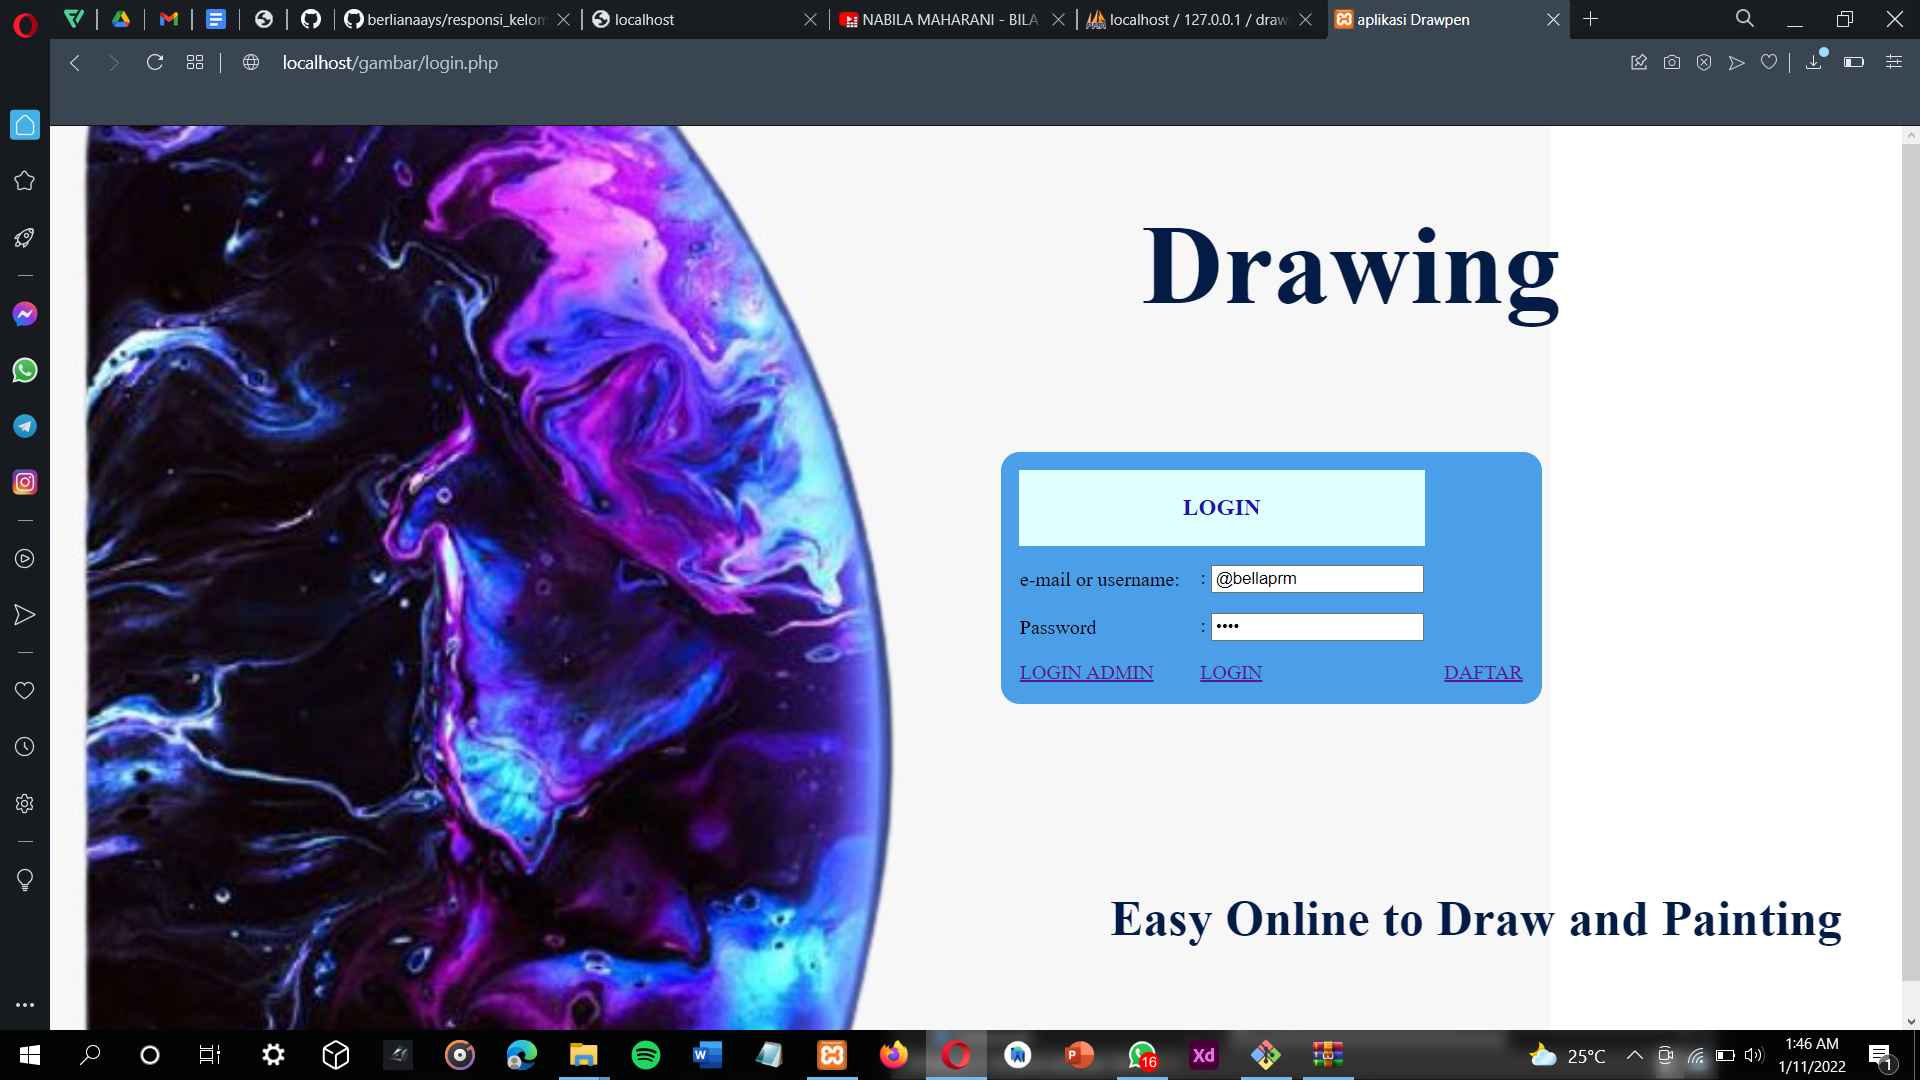 berlianaays/responsi_kelom
localhost
NABILA MAHARANI - BILA
localhost / 127.0.0.1 / draw
aplikasi Drawpen
localhost/gambar/login.php
Drawing
LOGIN
e-mail or username: : @bellaprm
Password : ••••
LOGIN ADMIN LOGIN DAFTAR
Easy Online to Draw and Painting
16
Xd
25°C
1:46 AM
1/11/2022
1